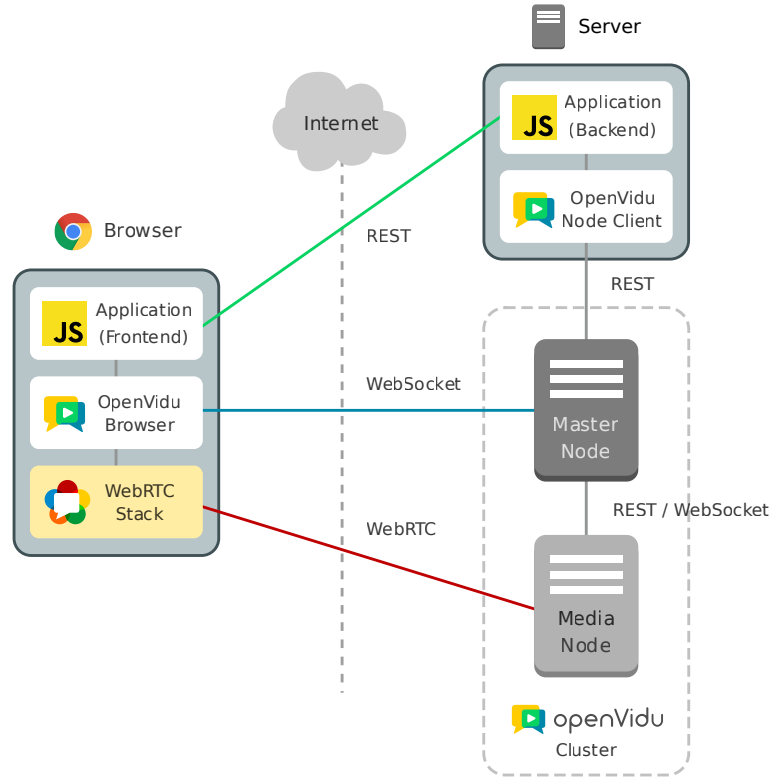 Server
JS
Application
(Backend)
Internet
OpenVidu
Node Client
Browser
REST
REST
JS
Application
(Frontend)
WebSocket
OpenVidu
Browser
Master
Node
WebRTC
Stack
REST / WebSocket
WebRTC
Media
Node
openVidu
Cluster